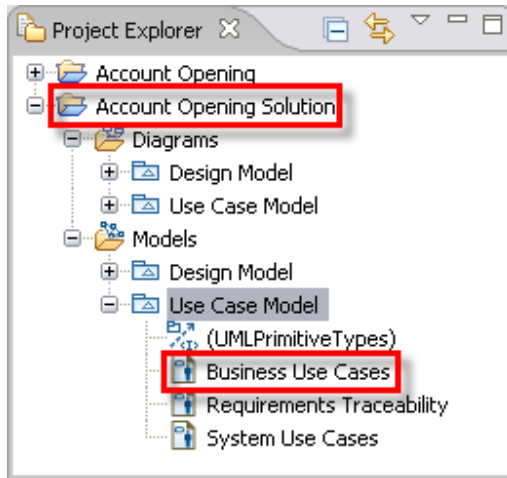 Project Explorer
Account Opening
Account Opening Solution
Diagrams
Design Model
Use Case Model
Models
Design Model
Use Case Model
(UMLPrimitiveTypes)
Business Use Cases
Requirements Traceability
System Use Cases